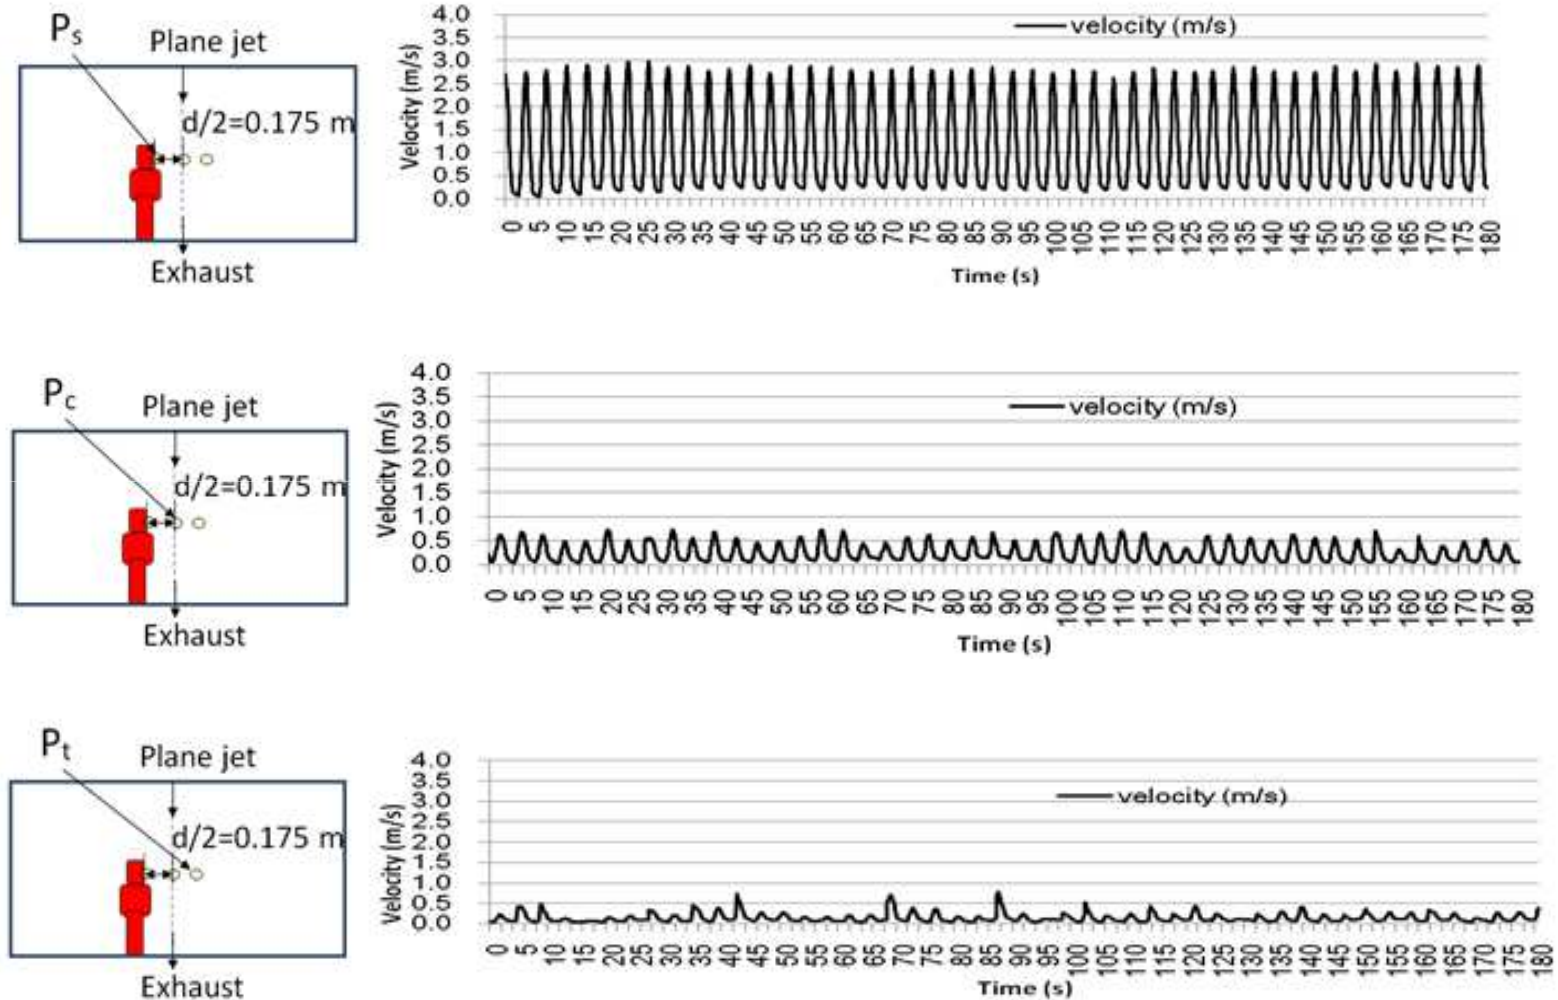 Ps
Plane jet
d/2=0.175 m
Exhaust
velocity (m/s)
Velocity (m/s)
4.0
3.5
3.0
2.5
2.0
1.5
1.0
0.5
0.0
0 5 10 15 20 25 30 35 40 45 50 55 60 65 70 75 80 85 90 95 100 105 110 115 120 125 130 135 140 145 150 155 160 165 170 175 180
Time (s)
Pc
Plane jet
d/2=0.175 m
Exhaust
velocity (m/s)
Velocity (m/s)
4.0
3.5
3.0
2.5
2.0
1.5
1.0
0.5
0.0
0 5 10 15 20 25 30 35 40 45 50 55 60 65 70 75 80 85 90 95 100 105 110 115 120 125 130 135 140 145 150 155 160 165 170 175 180
Time (s)
Pt
Plane jet
d/2=0.175 m
Exhaust
velocity (m/s)
Velocity (m/s)
4.0
3.5
3.0
2.5
2.0
1.5
1.0
0.5
0.0
0 5 10 15 20 25 30 35 40 45 50 55 60 65 70 75 80 85 90 95 100 105 110 115 120 125 130 135 140 145 150 155 160 165 170 175 180
Time (s)